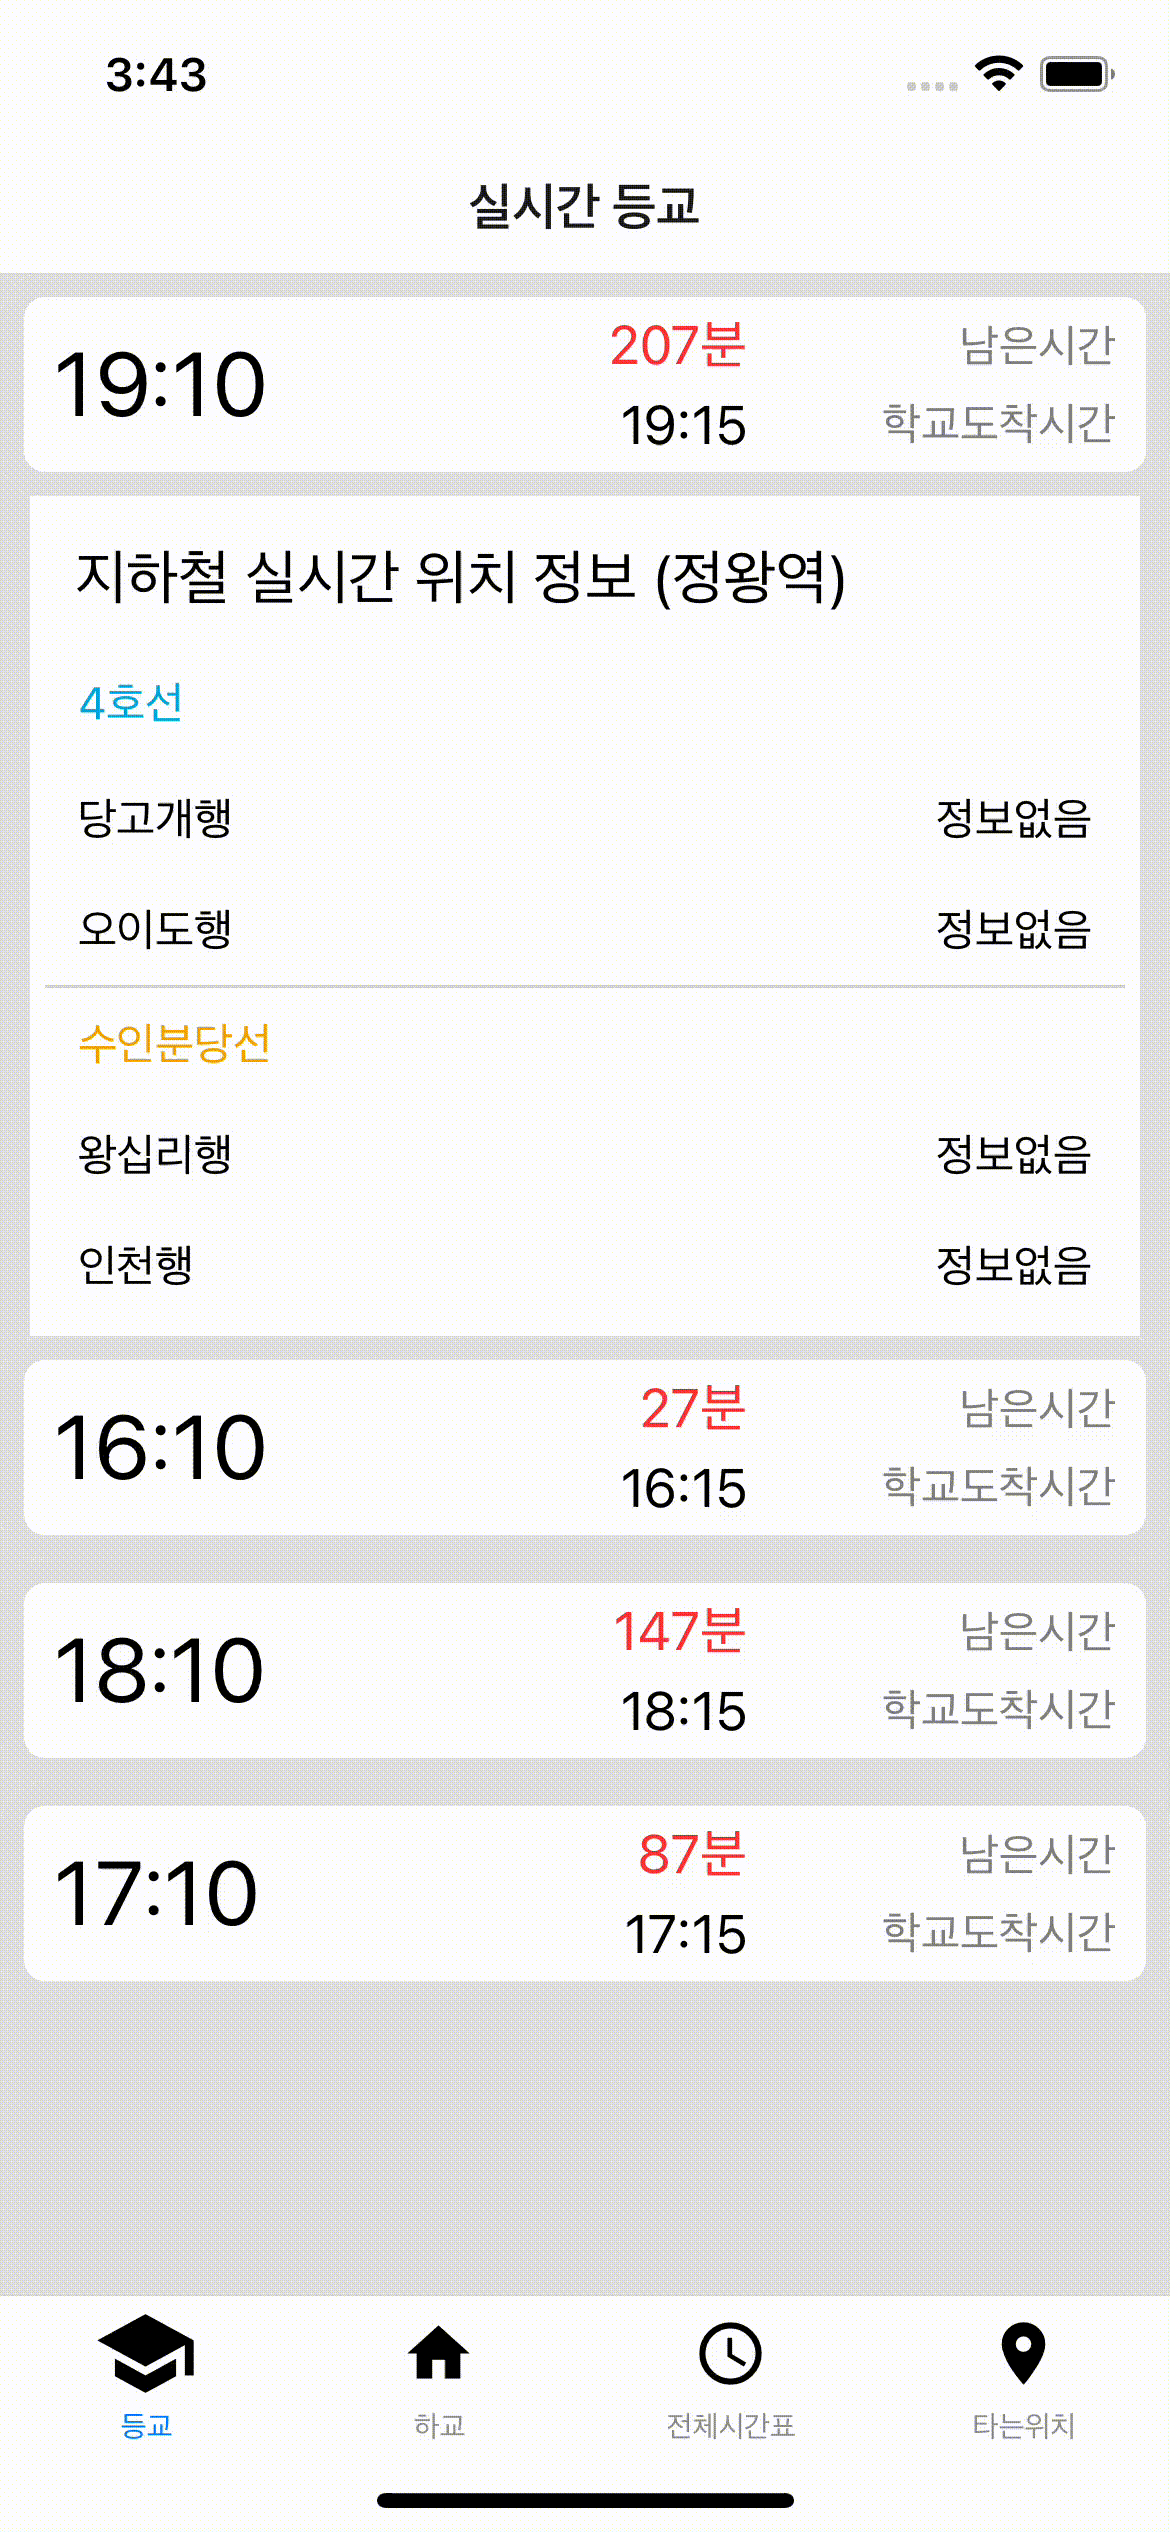 3:43
실시간 등교
19:10
207분 남은시간
19:15 학교도착시간
지하철 실시간 위치 정보 (정왕역)
4호선
당고개행 정보없음
오이도행 정보없음
수인분당선
왕십리행 정보없음
인천행 정보없음
16:10
27분 남은시간
16:15 학교도착시간
18:10
147분 남은시간
18:15 학교도착시간
17:10
87분 남은시간
17:15 학교도착시간
등교 하교 전체시간표 타는위치